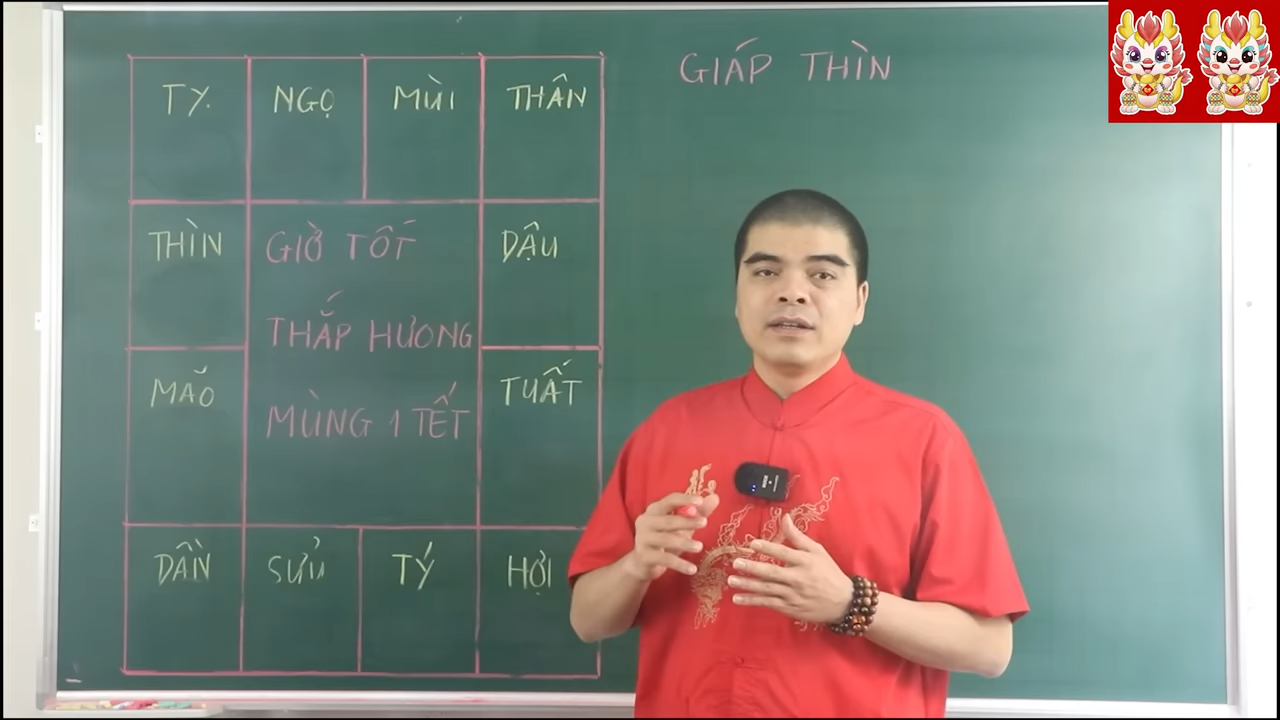 GIÁP THÌN
TỴ.
NGỌ
MÙI
THÂN
THÌN
GIỜ TỐT
DẬU
THẮP HƯƠNG
MÃO
MÙNG 1 TẾT
TUẤT
DẦN
SỬU
TÝ
HỢI